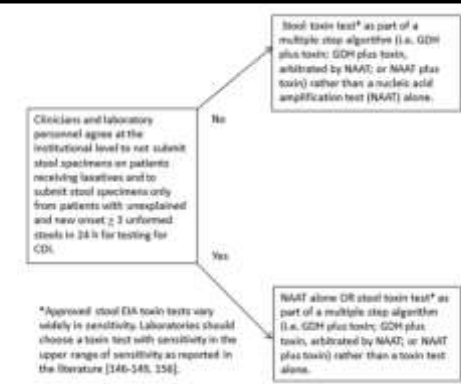 Stool toxin test* as part of a
multiple step algorithm (i.e. GDH
plus toxin; GDH plus toxin,
arbitrated by NAAT; or NAAT plus
toxin) rather than a nucleic acid
amplification test (NAAT) alone.
No
Clinicians and laboratory
personnel agree at the
institutional level to not submit
stool specimens on patients
receiving laxatives and to
submit stool specimens only
from patients with unexplained
and new onset ≥ 3 unformed
stools in 24 h for testing for
CDI.
Yes
NAAT alone OR stool toxin test* as
part of a multiple step algorithm
(i.e. GDH plus toxin; GDH plus
toxin, arbitrated by NAAT; or NAAT
plus toxin) rather than a toxin test
alone.
*Approved stool EIA toxin tests vary
widely in sensitivity. Laboratories should
choose a toxin test with sensitivity in the
upper range of sensitivity as reported in
the literature [146-149, 156].